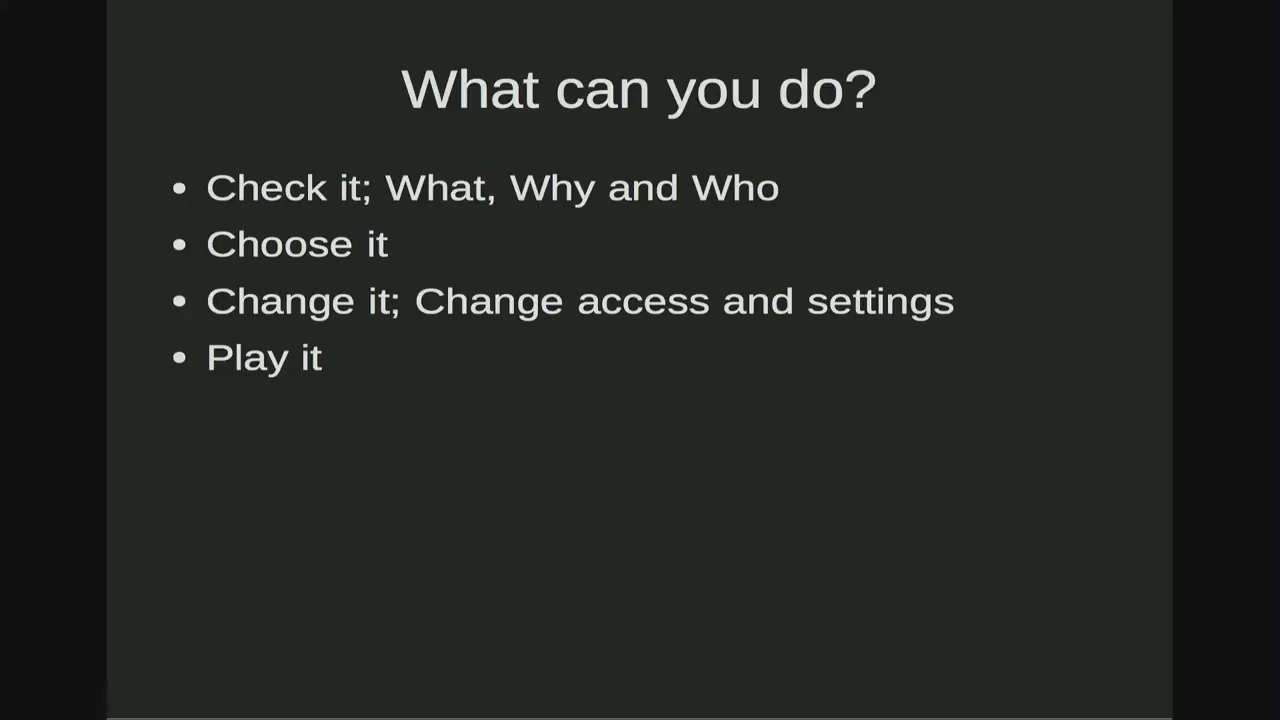 What can you do?
• Check it; What, Why and Who
• Choose it
• Change it; Change access and settings
• Play it